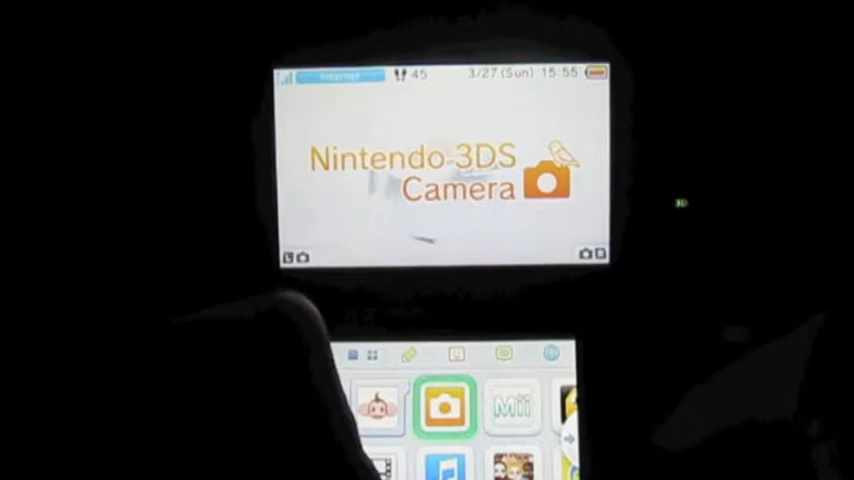 Internet 45 3/27 (Sun) 15:55
Nintendo 3DS
Camera
L R
Mii